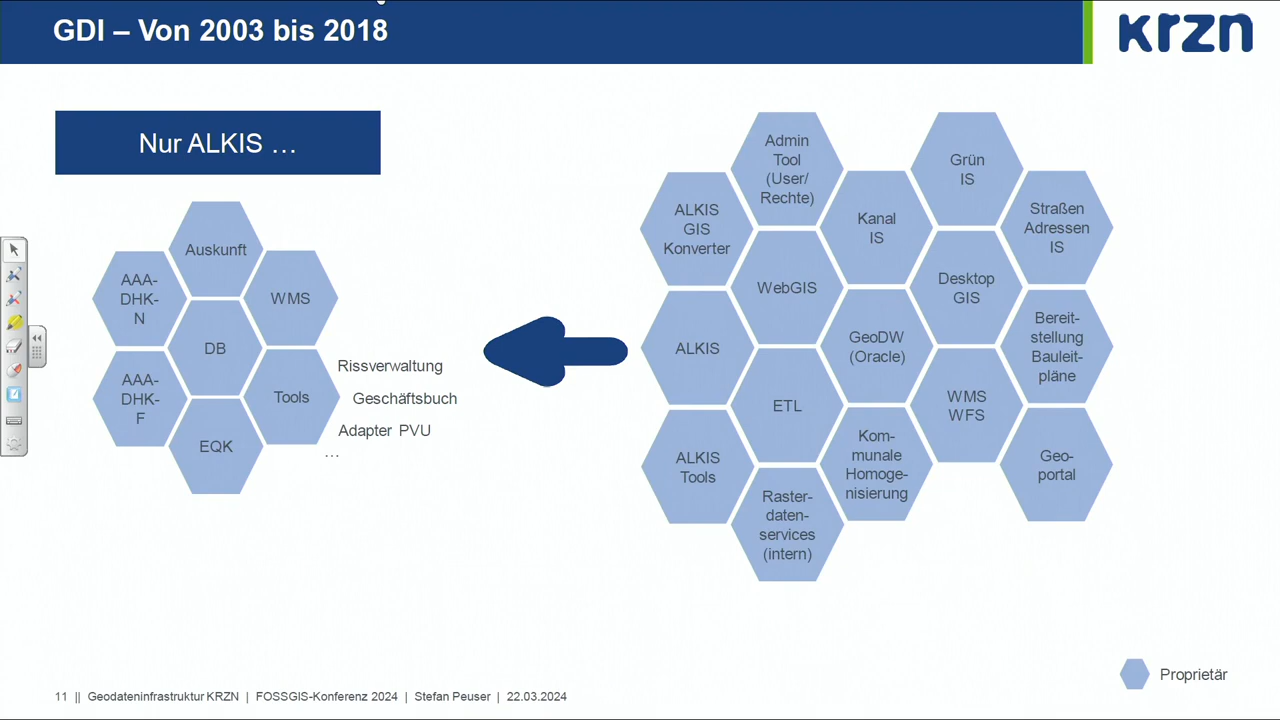 GDI – Von 2003 bis 2018
krzn
Nur ALKIS …
Auskunft
AAA-
DHK-
N
WMS
DB
AAA-
DHK-
F
Tools
EQK
Rissverwaltung
Geschäftsbuch
Adapter PVU
…
Admin
Tool
(User/
Rechte)
Grün
IS
ALKIS
GIS
Konverter
Kanal
IS
Straßen
Adressen
IS
WebGIS
Desktop
GIS
ALKIS
GeoDW
(Oracle)
Bereit-
stellung
Bauleit-
pläne
ETL
WMS
WFS
ALKIS
Tools
Kom-
munale
Homoge-
nisierung
Geo-
portal
Raster-
daten-
services
(intern)
Proprietär
11 || Geodateninfrastruktur KRZN | FOSSGIS-Konferenz 2024 | Stefan Peuser | 22.03.2024